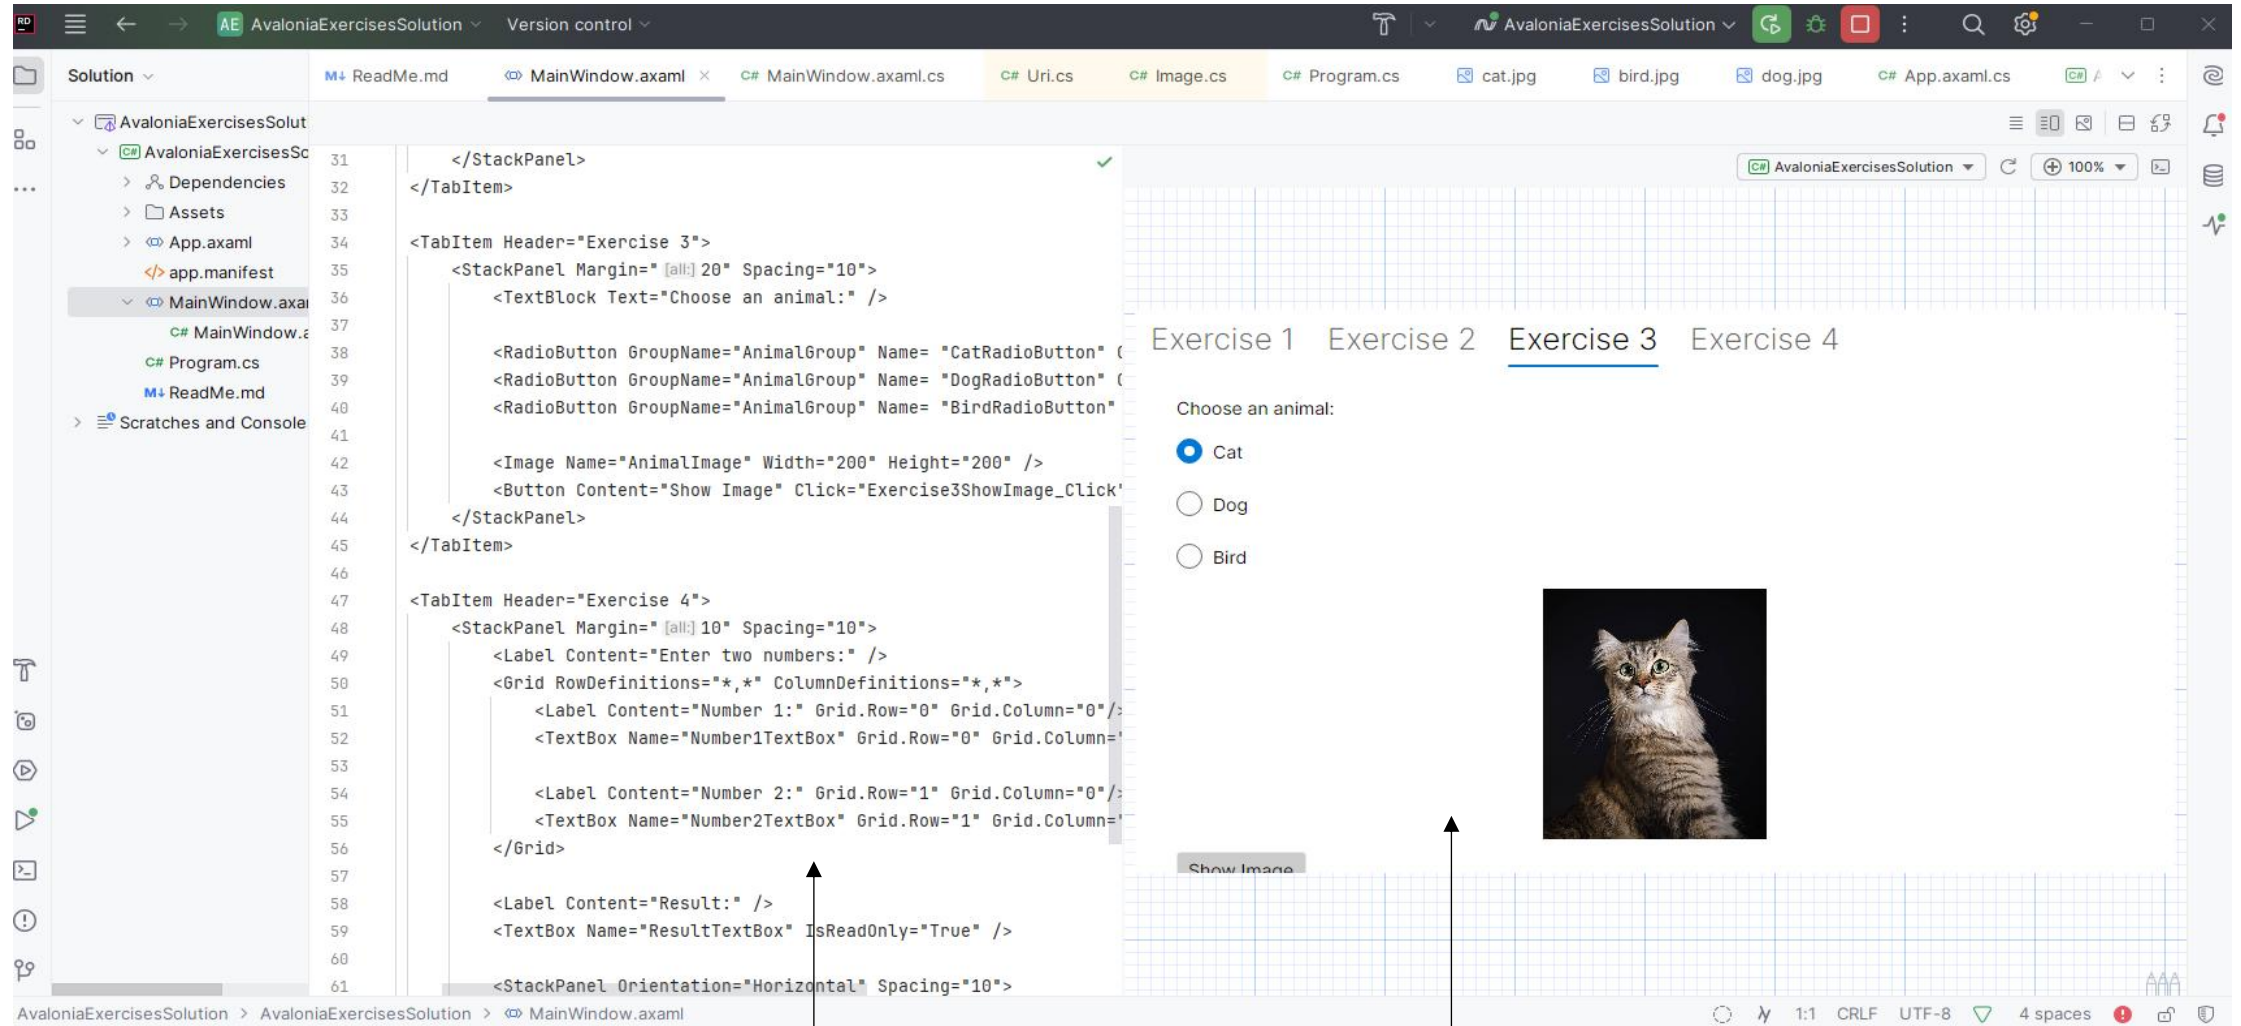 RD
AE AvaloniaExercisesSolution Version control AvaloniaExercisesSolution
Solution
M↓ ReadMe.md MainWindow.axaml × C# MainWindow.axaml.cs C# Uri.cs C# Image.cs C# Program.cs cat.jpg bird.jpg dog.jpg C# App.axaml.cs C#
AvaloniaExercisesSolut
C# AvaloniaExercisesSo
Dependencies
Assets
App.axaml
</> app.manifest
MainWindow.axam
C# MainWindow.a
C# Program.cs
M↓ ReadMe.md
Scratches and Console
31 </StackPanel>
32 </TabItem>
33
34 <TabItem Header="Exercise 3">
35 <StackPanel Margin=" [all:] 20" Spacing="10">
36 <TextBlock Text="Choose an animal:" />
37
38 <RadioButton GroupName="AnimalGroup" Name= "CatRadioButton"
39 <RadioButton GroupName="AnimalGroup" Name= "DogRadioButton"
40 <RadioButton GroupName="AnimalGroup" Name= "BirdRadioButton"
41
42 <Image Name="AnimalImage" Width="200" Height="200" />
43 <Button Content="Show Image" Click="Exercise3ShowImage_Click"
44 </StackPanel>
45 </TabItem>
46
47 <TabItem Header="Exercise 4">
48 <StackPanel Margin=" [all:] 10" Spacing="10">
49 <Label Content="Enter two numbers:" />
50 <Grid RowDefinitions="*,*" ColumnDefinitions="*,*">
51 <Label Content="Number 1:" Grid.Row="0" Grid.Column="0"/>
52 <TextBox Name="Number1TextBox" Grid.Row="0" Grid.Column="
53
54 <Label Content="Number 2:" Grid.Row="1" Grid.Column="0"/>
55 <TextBox Name="Number2TextBox" Grid.Row="1" Grid.Column="
56 </Grid>
57
58 <Label Content="Result:" />
59 <TextBox Name="ResultTextBox" IsReadOnly="True" />
60
61 <StackPanel Orientation="Horizontal" Spacing="10">
C# AvaloniaExercisesSolution 100%
Exercise 1 Exercise 2 Exercise 3 Exercise 4
Choose an animal:
Cat
Dog
Bird
Show Image
AvaloniaExercisesSolution > AvaloniaExercisesSolution > MainWindow.axaml 1:1 CRLF UTF-8 4 spaces